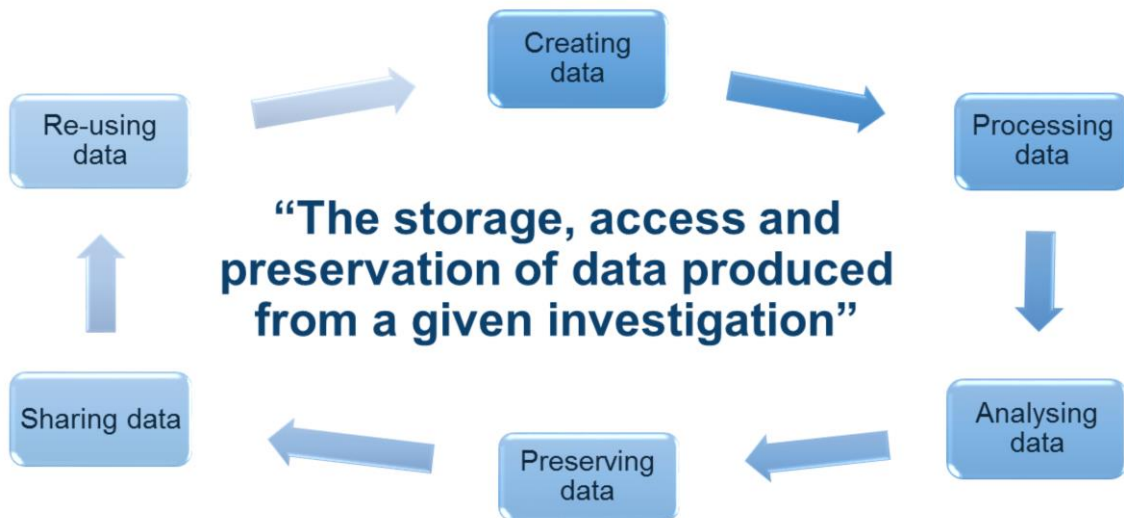 Creating
data
Processing
data
Analysing
data
Preserving
data
Sharing data
Re-using
data
“The storage, access and
preservation of data produced
from a given investigation”